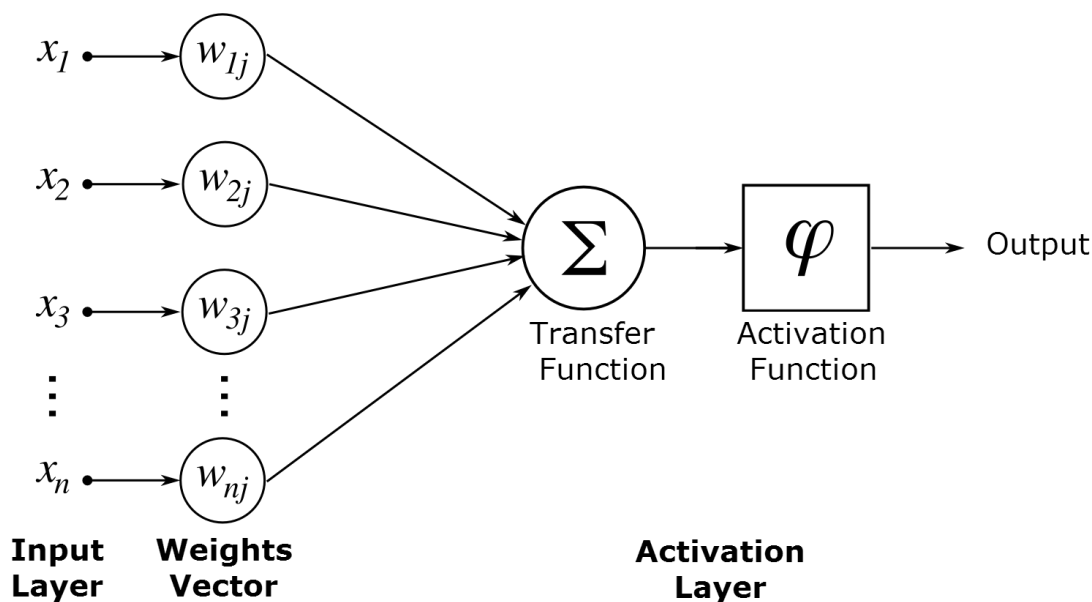 x1 w1j
x2 w2j
x3 w3j
xn wnj
Σ φ Output
Transfer Function
Activation Function
Input Layer
Weights Vector
Activation Layer